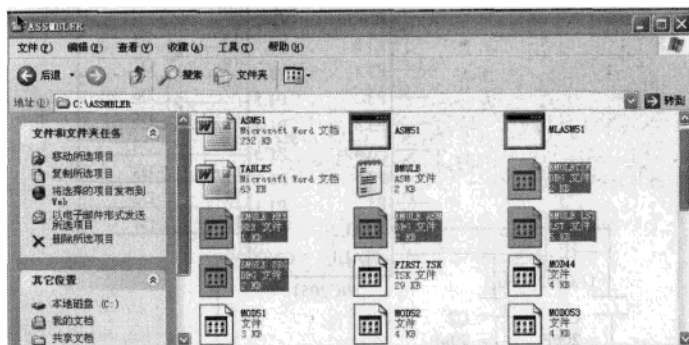 ASSMBLER
文件(F) 编辑(E) 查看(V) 收藏(A) 工具(T) 帮助(H)
后退 搜索 文件夹
地址(D) C:\ASSMBLER 转到
文件和文件夹任务
移动所选项目
复制所选项目
将选择的项目发布到
Web
以电子邮件形式发送
所选项目
删除所选项目
其它位置
本地磁盘 (C:)
我的文档
共享文档
ASM51
Microsoft Word 文档
232 KB
ASM51
MLASM51
TABLES
Microsoft Word 文档
63 KB
BMGLB
ASM 文件
2 KB
FIRST.TSK
TSK 文件
29 KB
MOD44
文件
4 KB
MOD51
文件
3 KB
MOD52
文件
4 KB
MOD053
文件
4 KB